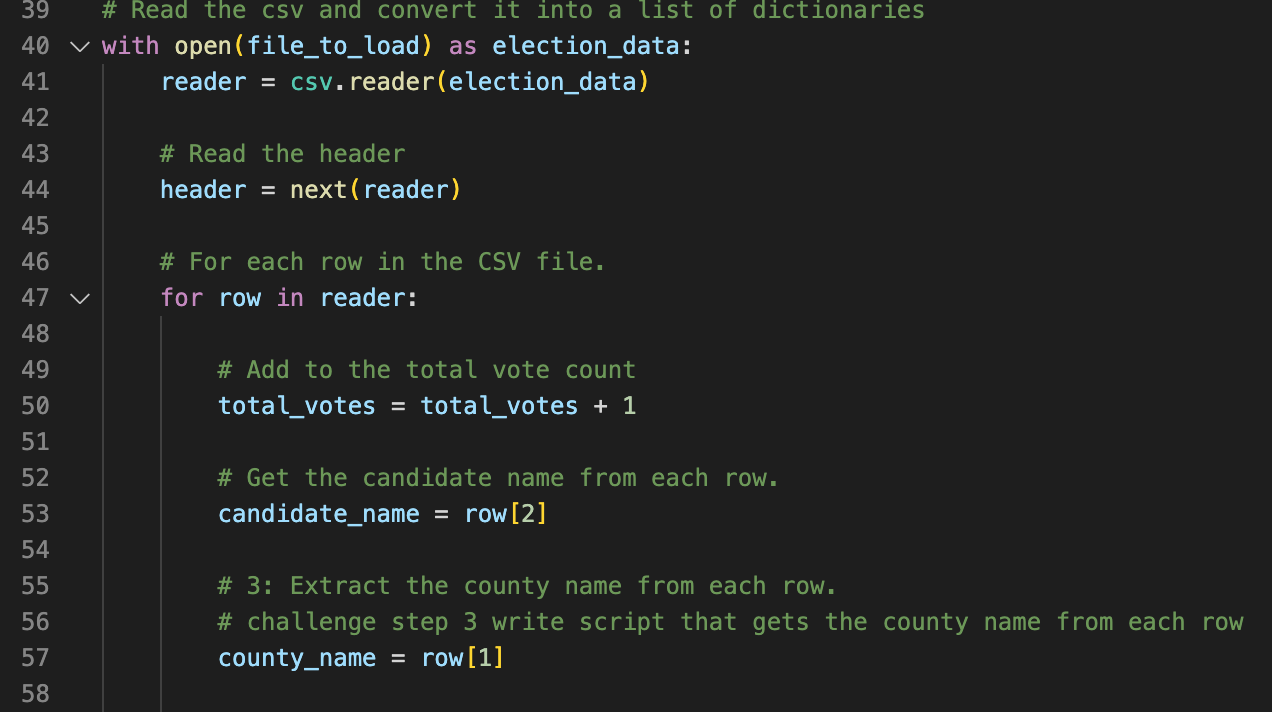 39 # Read the csv and convert it into a list of dictionaries
40 with open(file_to_load) as election_data:
41 reader = csv.reader(election_data)
42
43 # Read the header
44 header = next(reader)
45
46 # For each row in the CSV file.
47 for row in reader:
48
49 # Add to the total vote count
50 total_votes = total_votes + 1
51
52 # Get the candidate name from each row.
53 candidate_name = row[2]
54
55 # 3: Extract the county name from each row.
56 # challenge step 3 write script that gets the county name from each row
57 county_name = row[1]
58